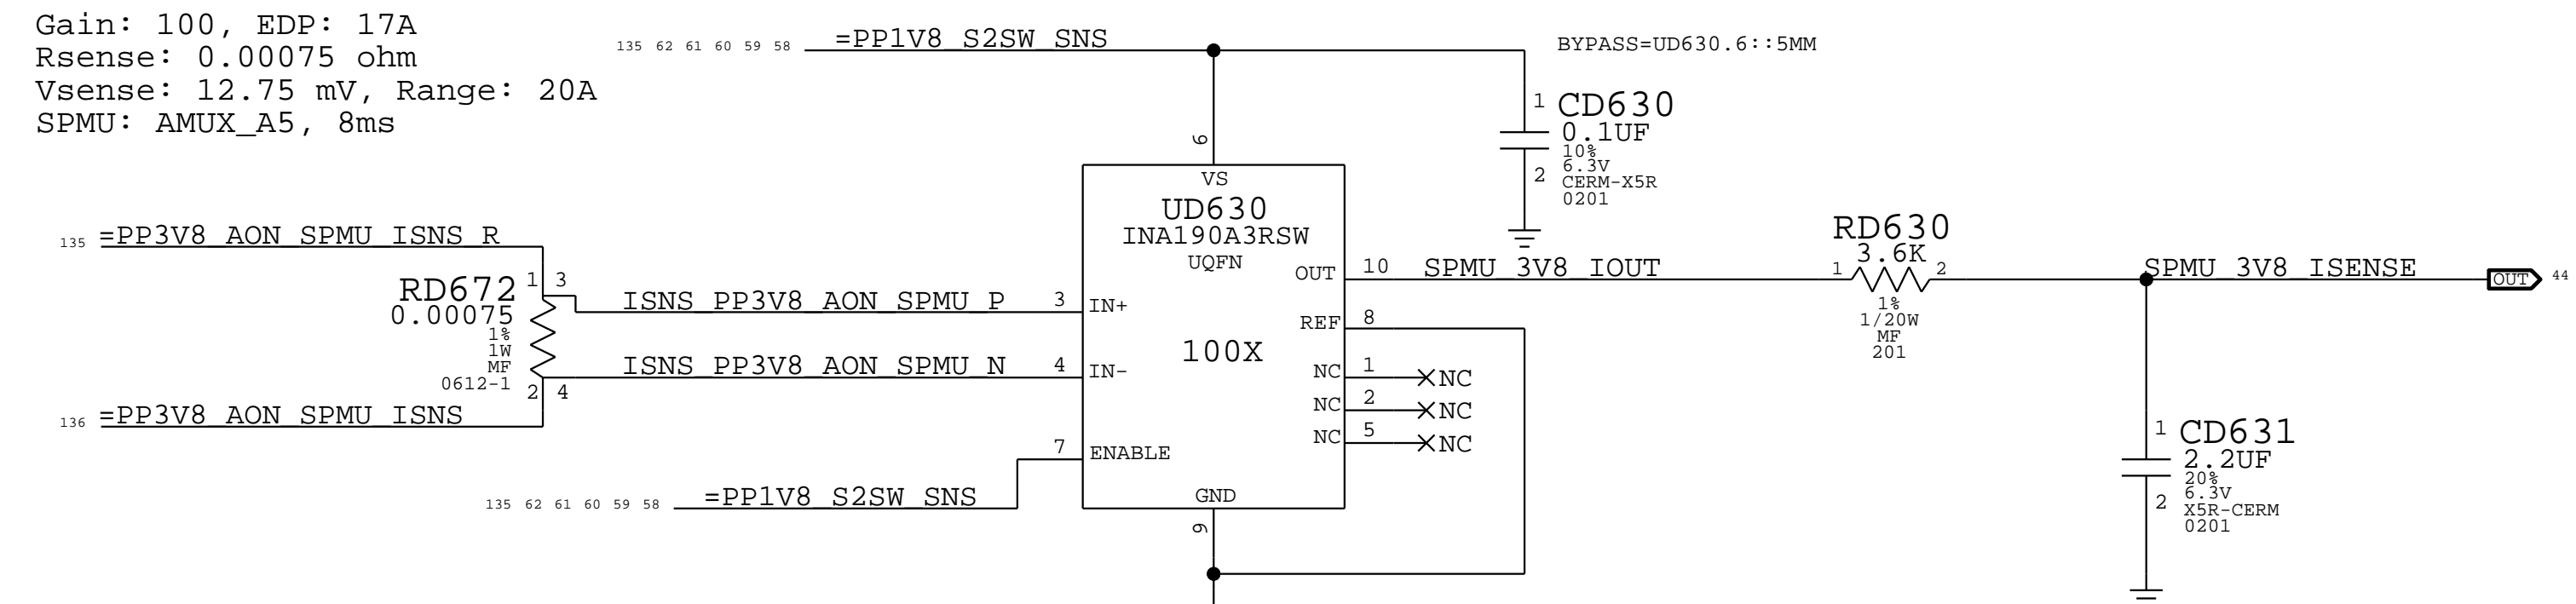 Gain: 100, EDP: 17A
Rsense: 0.00075 ohm
Vsense: 12.75 mV, Range: 20A
SPMU: AMUX_A5, 8ms
135 62 61 60 59 58 =PP1V8_S2SW_SNS
BYPASS=UD630.6::5MM
1 CD630
0.1UF
10%
6.3V
2 CERM-X5R
0201
6
VS
UD630
INA190A3RSW
UQFN
100X
135 =PP3V8_AON_SPMU_ISNS_R
1 3
RD672
0.00075
1%
1W
MF
0612-1
2 4
136 =PP3V8_AON_SPMU_ISNS
ISNS_PP3V8_AON_SPMU_P 3 IN+
ISNS_PP3V8_AON_SPMU_N 4 IN-
7 ENABLE
135 62 61 60 59 58 =PP1V8_S2SW_SNS
GND
9
OUT 10 SPMU_3V8_IOUT
REF 8
NC 1 NC
NC 2 NC
NC 5 NC
RD630
3.6K
1 2
1%
1/20W
MF
201
SPMU_3V8_ISENSE OUT 44
1 CD631
2.2UF
20%
6.3V
2 X5R-CERM
0201